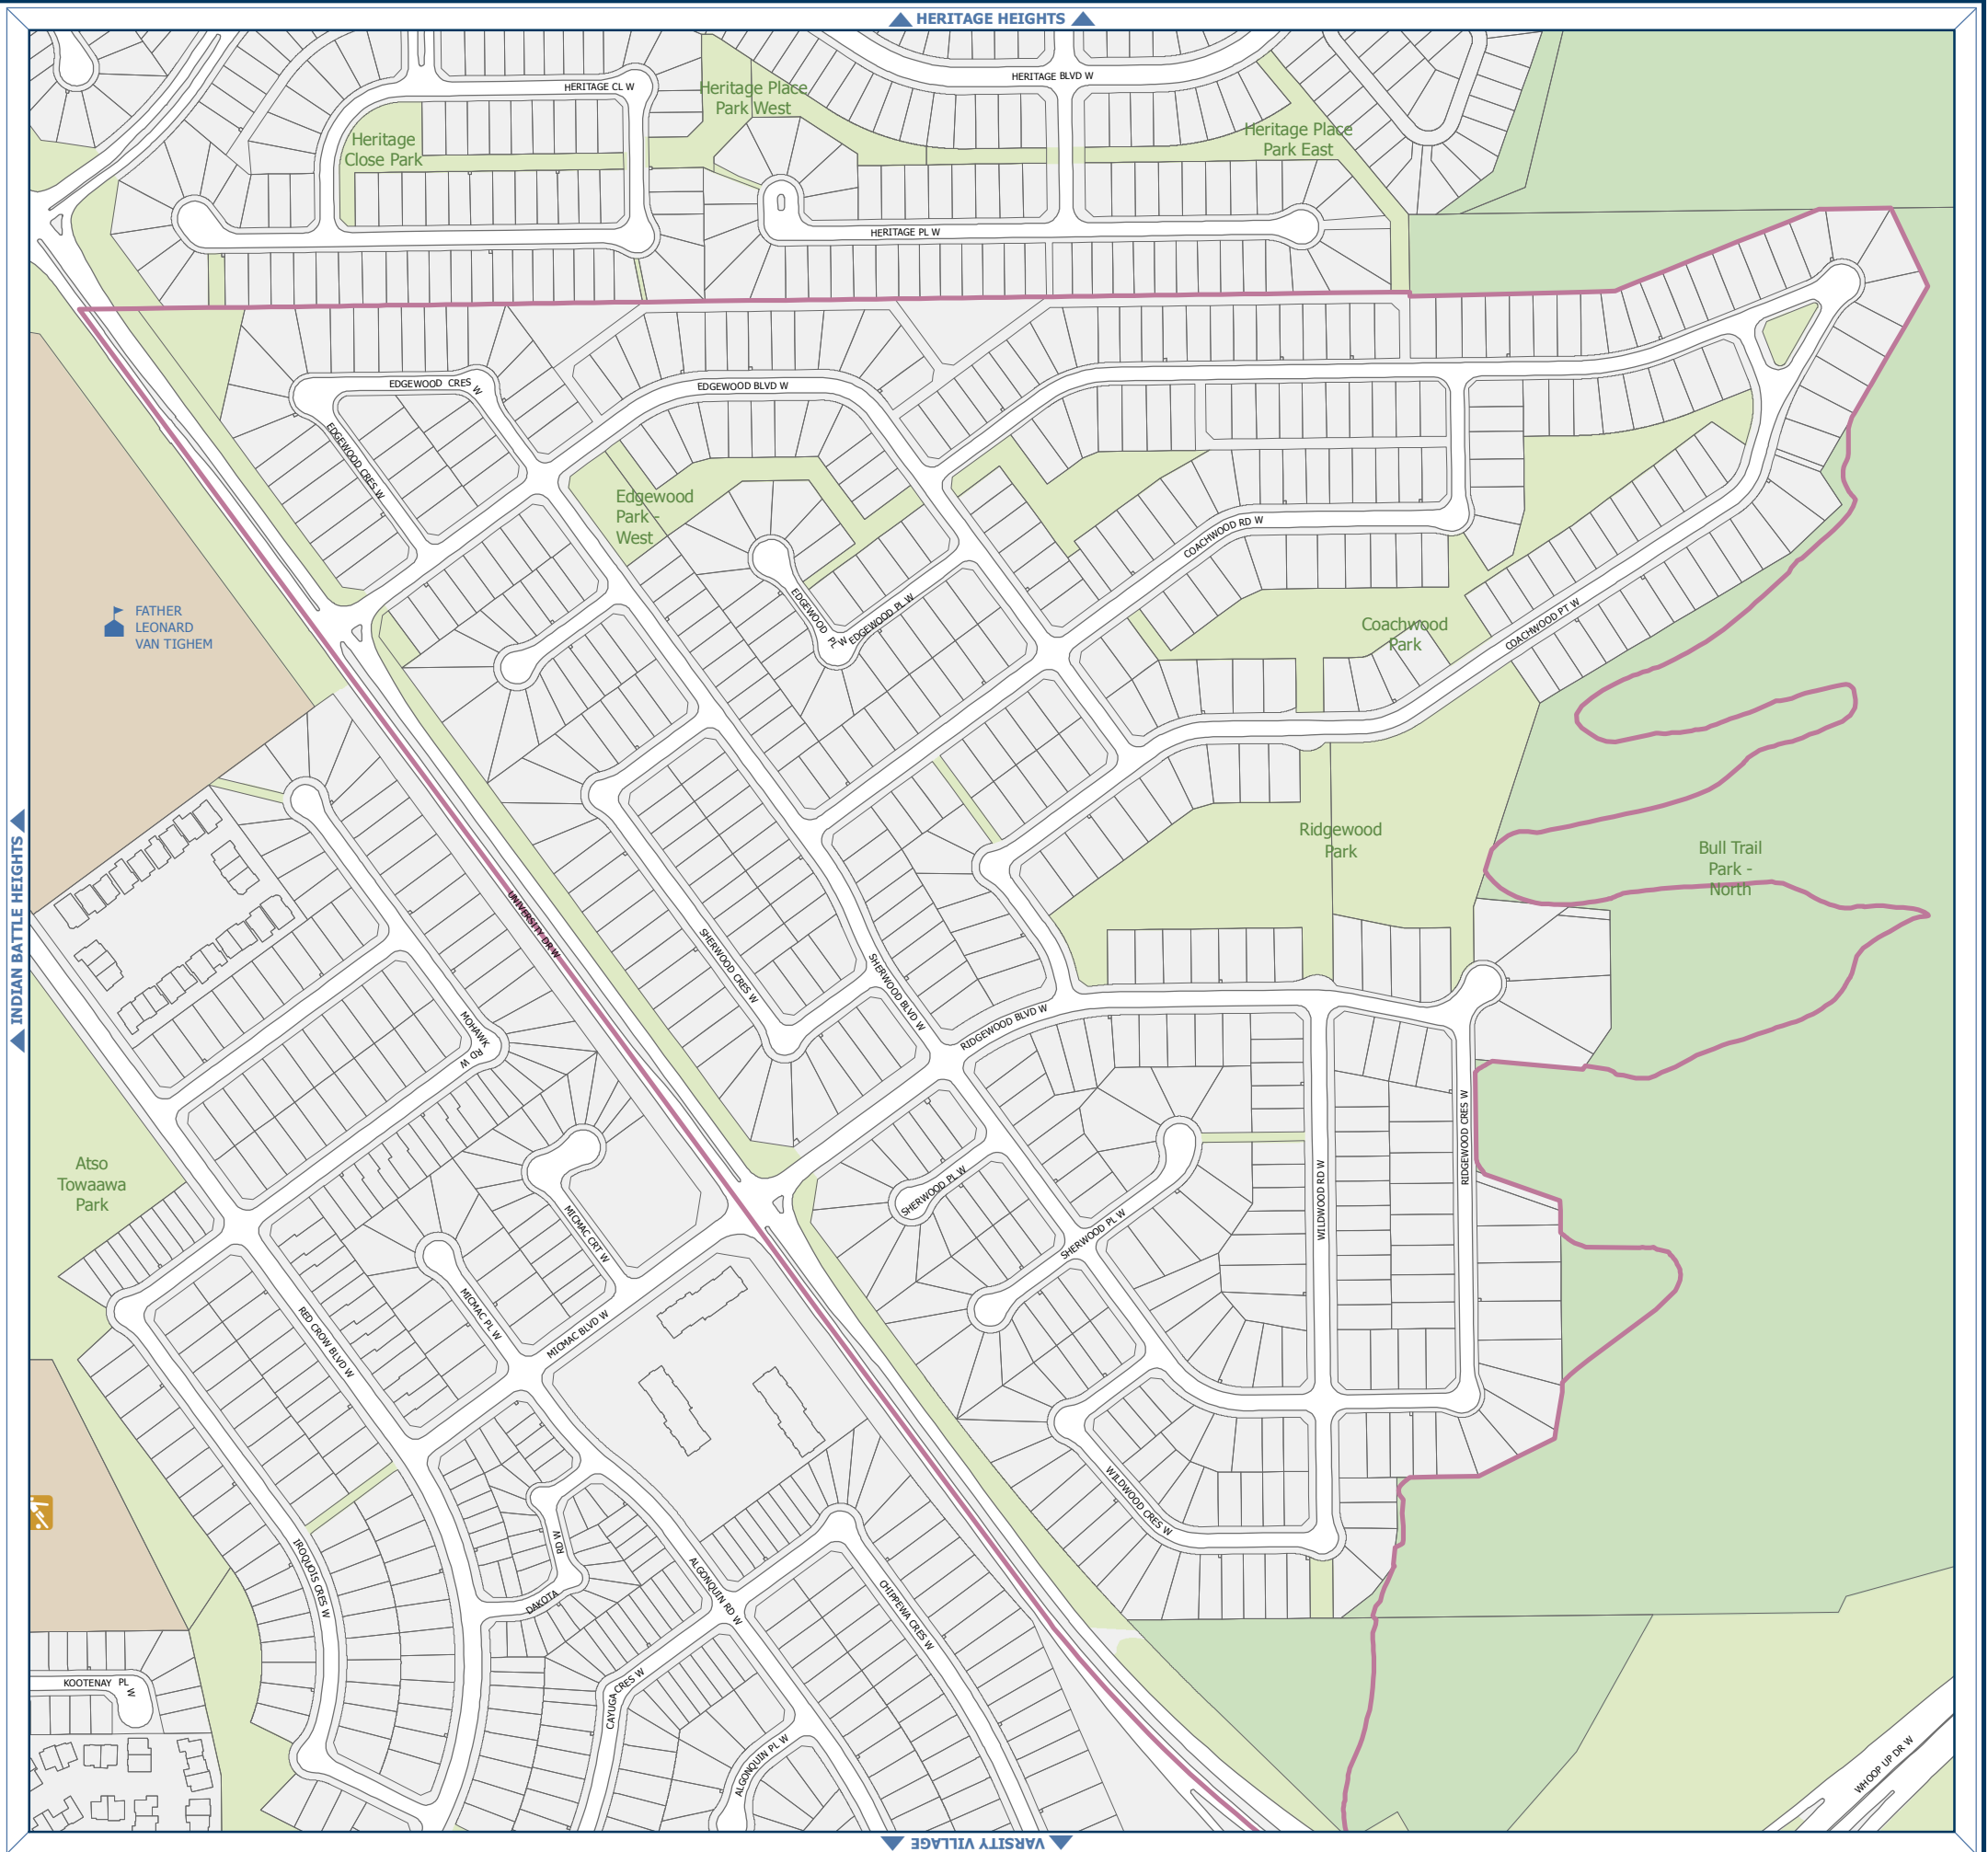 HERITAGE HEIGHTS
HERITAGE BLVD W
HERITAGE CL W
Heritage Place
Park West
Heritage
Close Park
Heritage Place
Park East
HERITAGE PL W
EDGEWOOD CRES W
EDGEWOOD BLVD W
EDGEWOOD CRES W
Edgewood
Park -
West
COACHWOOD RD W
EDGEWOOD PL W
EDGEWOOD PL W
COACHWOOD PT W
Coachwood
Park
FATHER
LEONARD
VAN TIGHEM
Ridgewood
Park
Bull Trail
Park -
North
INDIAN BATTLE HEIGHTS
UNIVERSITY DR W
SHERWOOD CRES W
SHERWOOD BLVD W
RIDGEWOOD BLVD W
MOHAWK
RD W
RIDGEWOOD CRES W
WILDWOOD RD W
Atso
Towaawa
Park
SHERWOOD PL W
SHERWOOD PL W
MICMAC CRT W
MICMAC PL W
MICMAC BLVD W
RED CROW BLVD W
WILDWOOD CRES W
IROQUOIS CRES W
DAKOTA
RD W
ALGONQUIN RD W
CHIPPEWA CRES W
KOOTENAY PL W
CAYUGA CRES W
ALGONQUIN PL W
WHOOP UP DR W
VARSITY VILLAGE